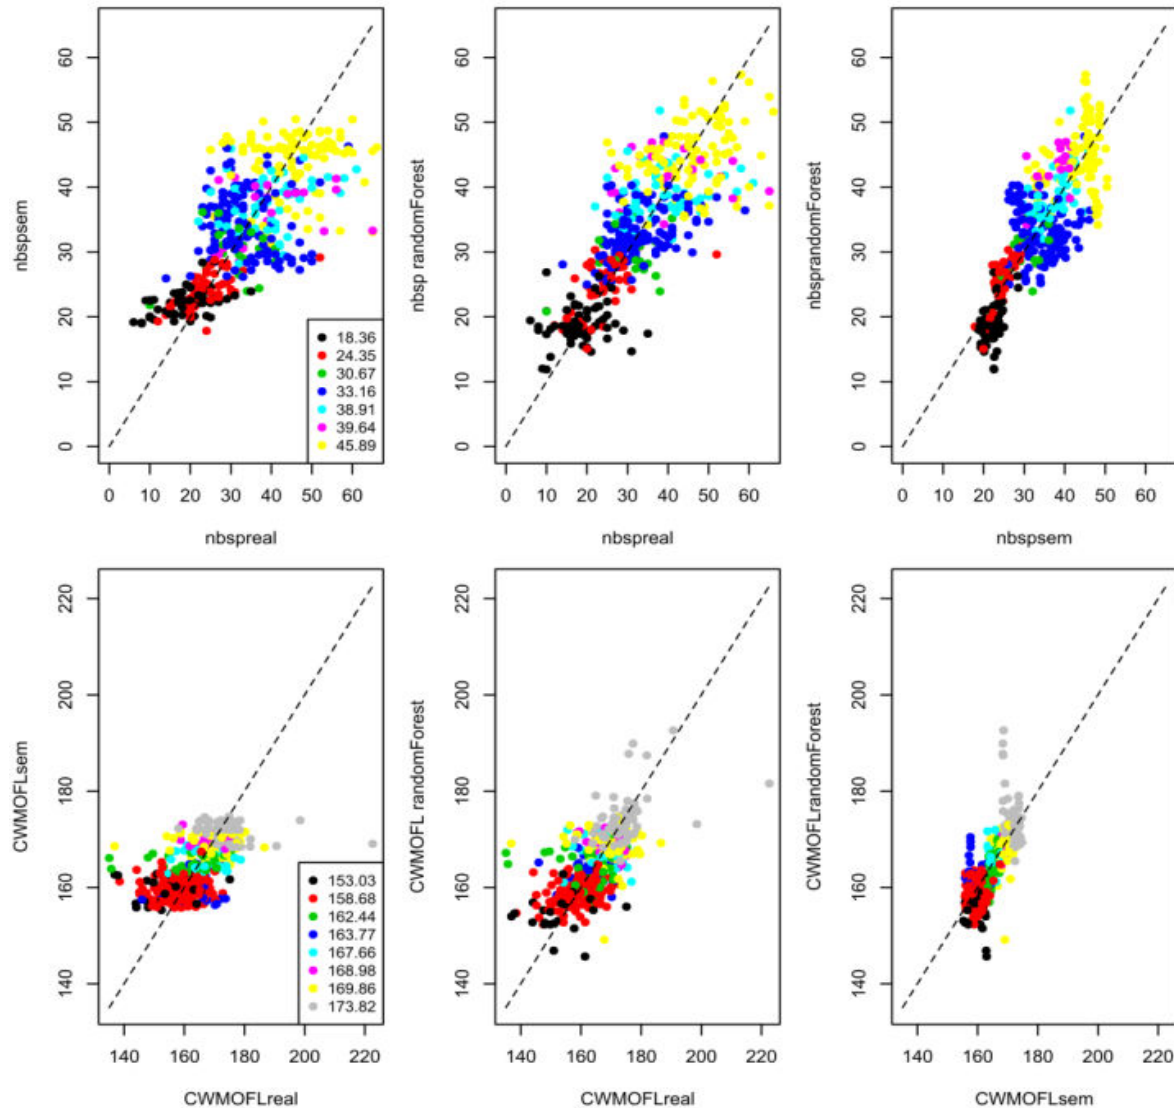 60
50
40
30
20
10
0
nbspsem
18.36
24.35
30.67
33.16
38.91
39.64
45.89
0 10 20 30 40 50 60
nbspreal
60
50
40
30
20
10
0
nbsp randomForest
0 10 20 30 40 50 60
nbspreal
60
50
40
30
20
10
0
nbsprandomForest
0 10 20 30 40 50 60
nbspsem
220
200
180
160
140
CWMOFLsem
153.03
158.68
162.44
163.77
167.66
168.98
169.86
173.82
140 160 180 200 220
CWMOFLreal
220
200
180
160
140
CWMOFL randomForest
140 160 180 200 220
CWMOFLreal
220
200
180
160
140
CWMOFLrandomForest
140 160 180 200 220
CWMOFLsem